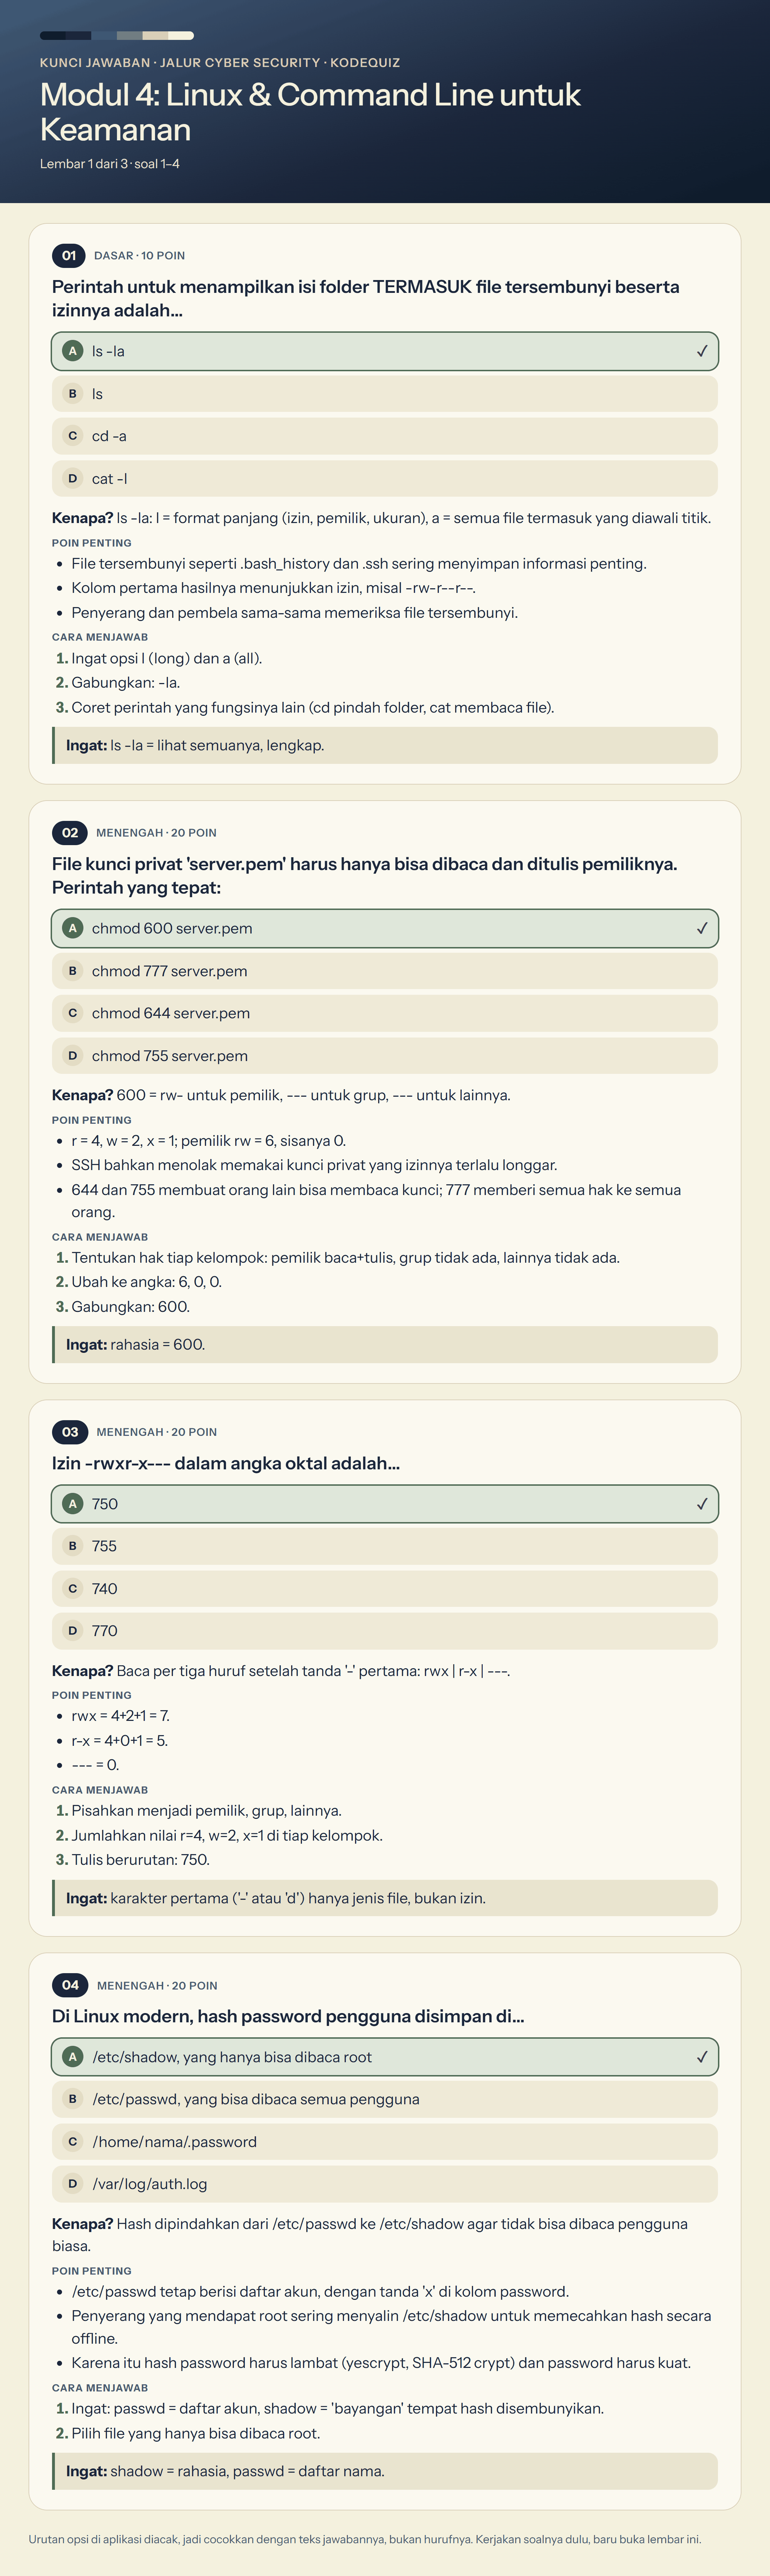 KUNCI JAWABAN · JALUR CYBER SECURITY · KODEQUIZ
Modul 4: Linux & Command Line untuk
Keamanan
Lembar 1 dari 3 · soal 1–4
01 DASAR · 10 POIN
Perintah untuk menampilkan isi folder TERMASUK file tersembunyi beserta
izinnya adalah...
A ls -la ✓
B ls
C cd -a
D cat -l
Kenapa? ls -la: l = format panjang (izin, pemilik, ukuran), a = semua file termasuk yang diawali titik.
POIN PENTING
• File tersembunyi seperti .bash_history dan .ssh sering menyimpan informasi penting.
• Kolom pertama hasilnya menunjukkan izin, misal -rw-r--r--.
• Penyerang dan pembela sama-sama memeriksa file tersembunyi.
CARA MENJAWAB
1. Ingat opsi l (long) dan a (all).
2. Gabungkan: -la.
3. Coret perintah yang fungsinya lain (cd pindah folder, cat membaca file).
Ingat: ls -la = lihat semuanya, lengkap.
02 MENENGAH · 20 POIN
File kunci privat 'server.pem' harus hanya bisa dibaca dan ditulis pemiliknya.
Perintah yang tepat:
A chmod 600 server.pem ✓
B chmod 777 server.pem
C chmod 644 server.pem
D chmod 755 server.pem
Kenapa? 600 = rw- untuk pemilik, --- untuk grup, --- untuk lainnya.
POIN PENTING
• r = 4, w = 2, x = 1; pemilik rw = 6, sisanya 0.
• SSH bahkan menolak memakai kunci privat yang izinnya terlalu longgar.
• 644 dan 755 membuat orang lain bisa membaca kunci; 777 memberi semua hak ke semua
orang.
CARA MENJAWAB
1. Tentukan hak tiap kelompok: pemilik baca+tulis, grup tidak ada, lainnya tidak ada.
2. Ubah ke angka: 6, 0, 0.
3. Gabungkan: 600.
Ingat: rahasia = 600.
03 MENENGAH · 20 POIN
Izin -rwxr-x--- dalam angka oktal adalah...
A 750 ✓
B 755
C 740
D 770
Kenapa? Baca per tiga huruf setelah tanda '-' pertama: rwx | r-x | ---.
POIN PENTING
• rwx = 4+2+1 = 7.
• r-x = 4+0+1 = 5.
• --- = 0.
CARA MENJAWAB
1. Pisahkan menjadi pemilik, grup, lainnya.
2. Jumlahkan nilai r=4, w=2, x=1 di tiap kelompok.
3. Tulis berurutan: 750.
Ingat: karakter pertama ('-' atau 'd') hanya jenis file, bukan izin.
04 MENENGAH · 20 POIN
Di Linux modern, hash password pengguna disimpan di...
A /etc/shadow, yang hanya bisa dibaca root ✓
B /etc/passwd, yang bisa dibaca semua pengguna
C /home/nama/.password
D /var/log/auth.log
Kenapa? Hash dipindahkan dari /etc/passwd ke /etc/shadow agar tidak bisa dibaca pengguna
biasa.
POIN PENTING
• /etc/passwd tetap berisi daftar akun, dengan tanda 'x' di kolom password.
• Penyerang yang mendapat root sering menyalin /etc/shadow untuk memecahkan hash secara
offline.
• Karena itu hash password harus lambat (yescrypt, SHA-512 crypt) dan password harus kuat.
CARA MENJAWAB
1. Ingat: passwd = daftar akun, shadow = 'bayangan' tempat hash disembunyikan.
2. Pilih file yang hanya bisa dibaca root.
Ingat: shadow = rahasia, passwd = daftar nama.
Urutan opsi di aplikasi diacak, jadi cocokkan dengan teks jawabannya, bukan hurufnya. Kerjakan soalnya dulu, baru buka lembar ini.